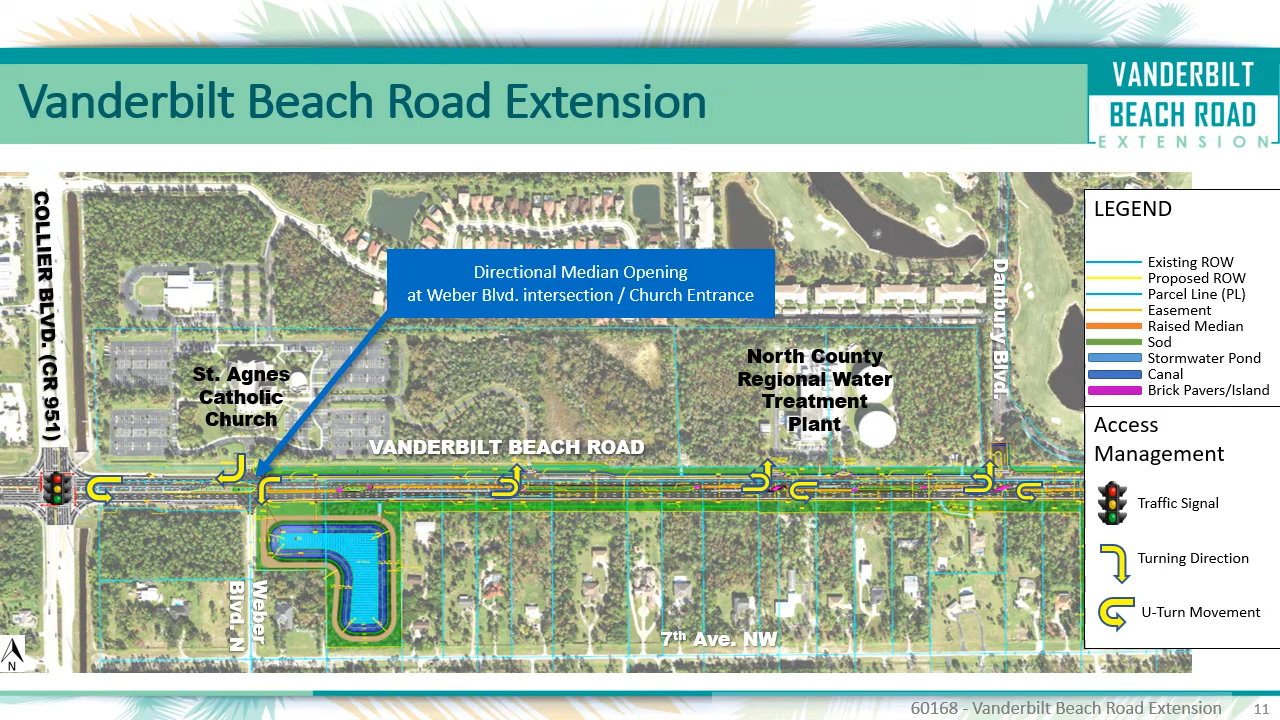 Vanderbilt Beach Road Extension
VANDERBILT
BEACH ROAD
EXTENSION
COLLIER BLVD. (CR 951)
Directional Median Opening
at Weber Blvd. intersection / Church Entrance
Danbury Blvd.
St. Agnes
Catholic
Church
North County
Regional Water
Treatment
Plant
VANDERBILT BEACH ROAD
Weber
Blvd. N
7th Ave. NW
N
LEGEND
Existing ROW
Proposed ROW
Parcel Line (PL)
Easement
Raised Median
Sod
Stormwater Pond
Canal
Brick Pavers/Island
Access
Management
Traffic Signal
Turning Direction
U-Turn Movement
60168 - Vanderbilt Beach Road Extension
11